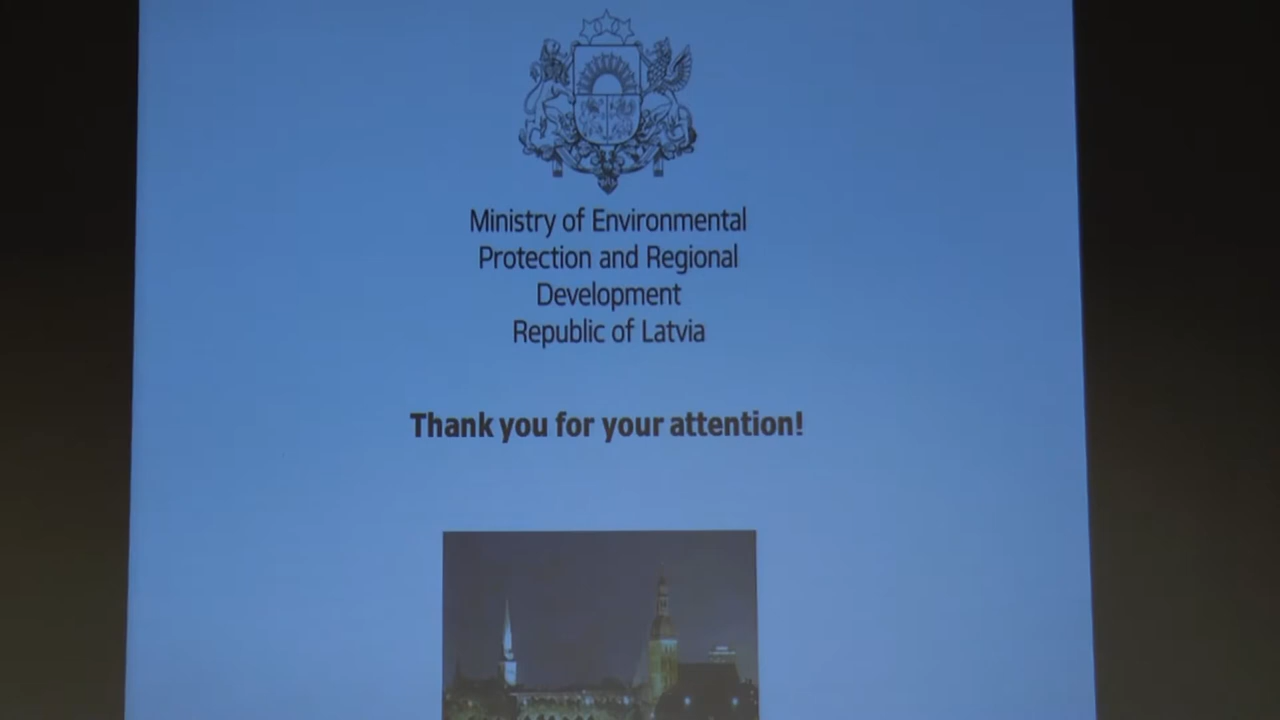 Ministry of Environmental
Protection and Regional
Development
Republic of Latvia
Thank you for your attention!